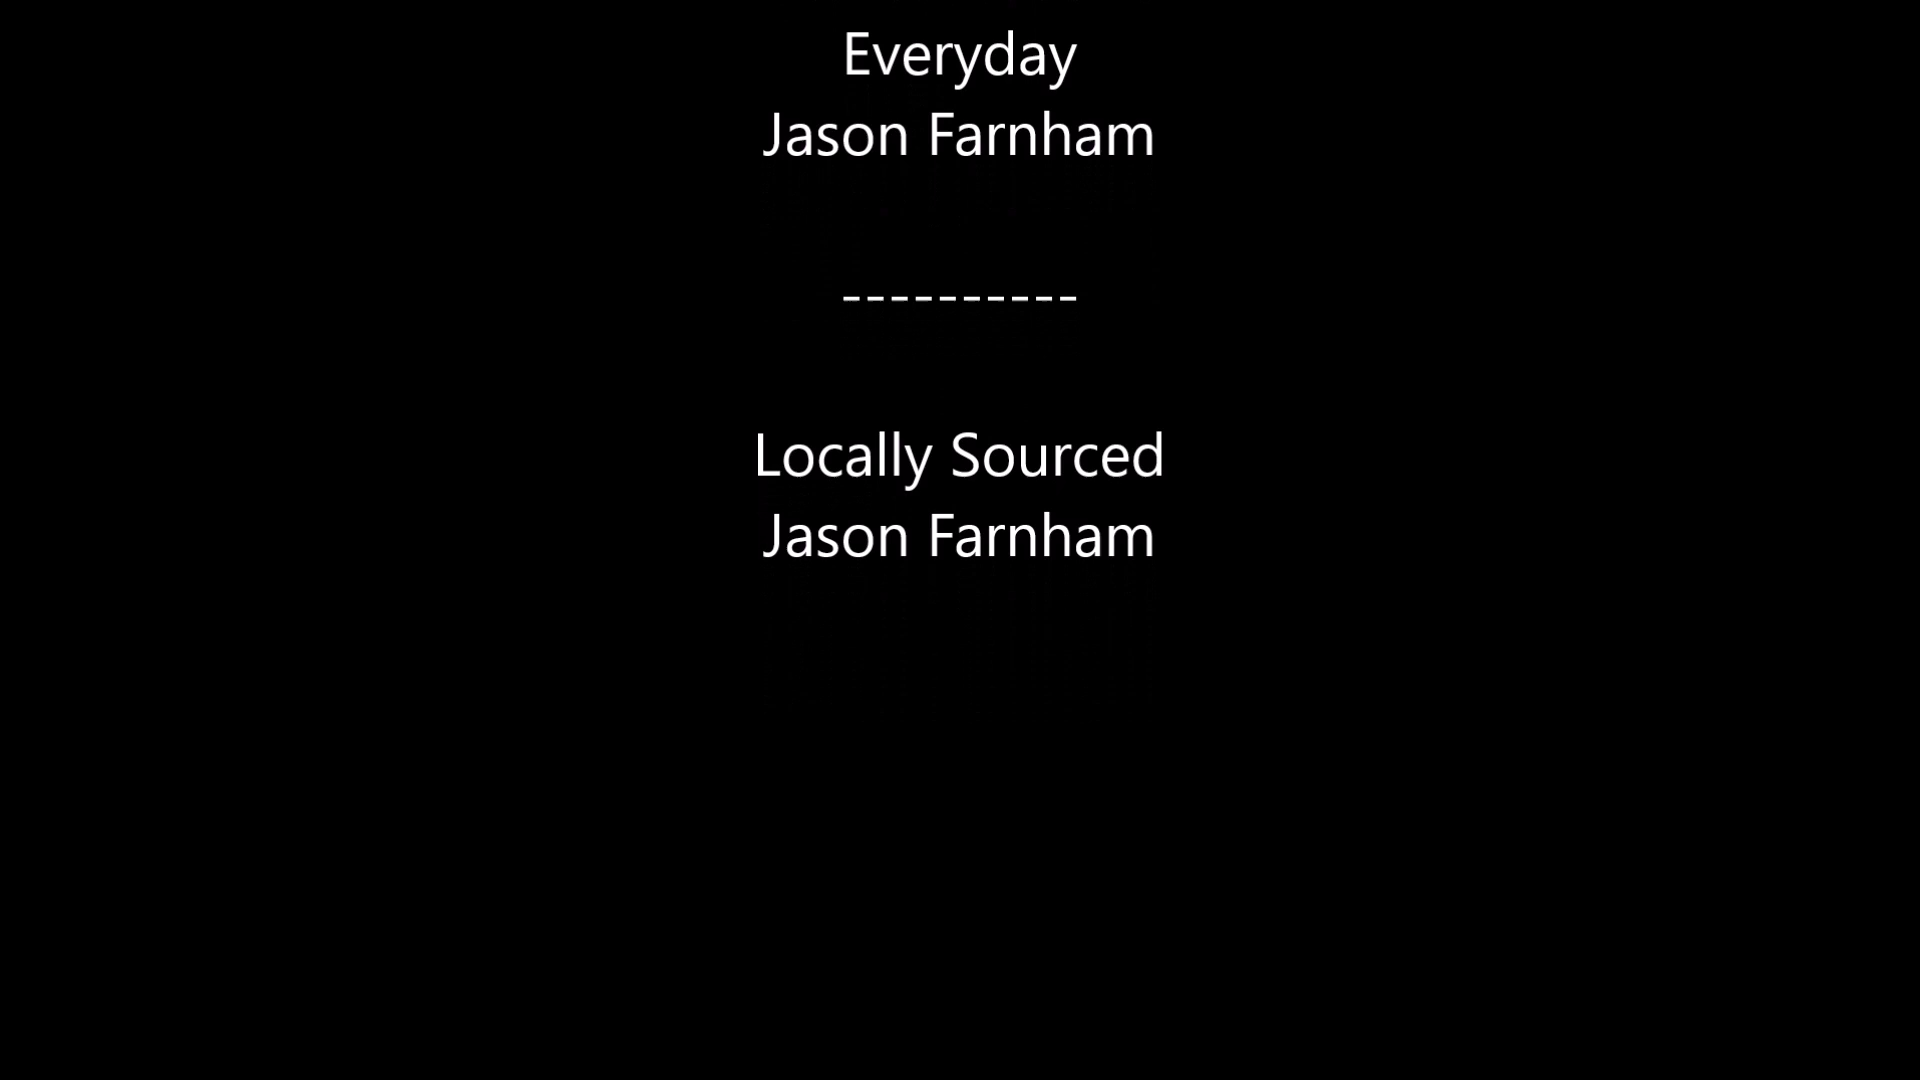 Everyday
Jason Farnham
----------
Locally Sourced
Jason Farnham